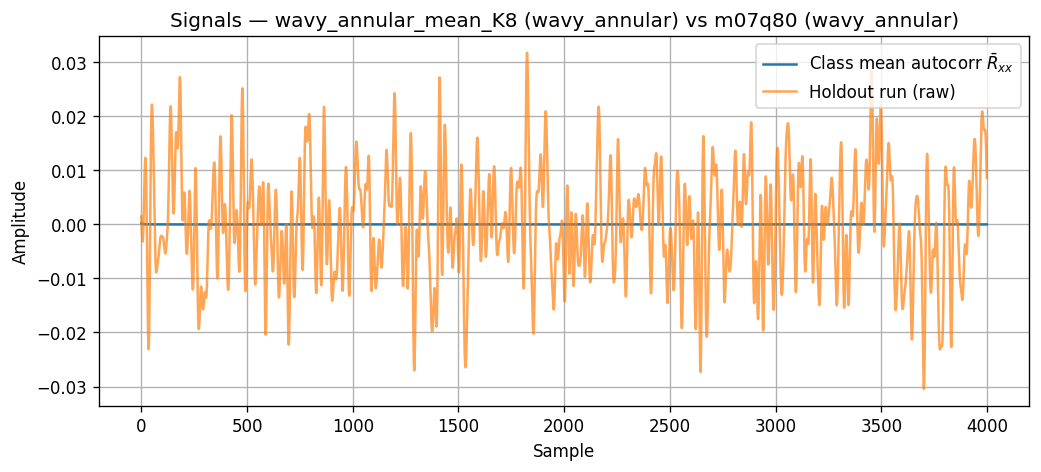 Signals — wavy_annular_mean_K8 (wavy_annular) vs m07q80 (wavy_annular)
Class mean autocorr R̄xx
Holdout run (raw)
Amplitude
0.03
0.02
0.01
0.00
−0.01
−0.02
−0.03
0 500 1000 1500 2000 2500 3000 3500 4000
Sample